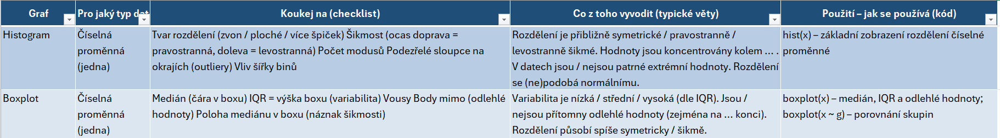 Graf
Pro jaký typ dat
Koukej na (checklist)
Co z toho vyvodit (typické věty)
Použití – jak se používá (kód)
Histogram
Číselná
proměnná
(jedna)
Tvar rozdělení (zvon / ploché / více špiček) Šikmost (ocas doprava =
pravostranná, doleva = levostranná) Počet modusů Podezřelé sloupce na
okrajích (outliery) Vliv šířky binů
Rozdělení je přibližně symetrické / pravostranně /
levostranně šikmé. Hodnoty jsou koncentrovány kolem … .
V datech jsou / nejsou patrné extrémní hodnoty. Rozdělení
se (ne)podobá normálnímu.
hist(x) – základní zobrazení rozdělení číselné
proměnné
Boxplot
Číselná
proměnná
(jedna)
Medián (čára v boxu) IQR = výška boxu (variabilita) Vousy Body mimo (odlehlé
hodnoty) Poloha mediánu v boxu (náznak šikmosti)
Variabilita je nízká / střední / vysoká (dle IQR). Jsou /
nejsou přítomny odlehlé hodnoty (zejména na … konci).
Rozdělení působí spíše symetricky / šikmě.
boxplot(x) – medián, IQR a odlehlé hodnoty;
boxplot(x ~ g) – porovnání skupin